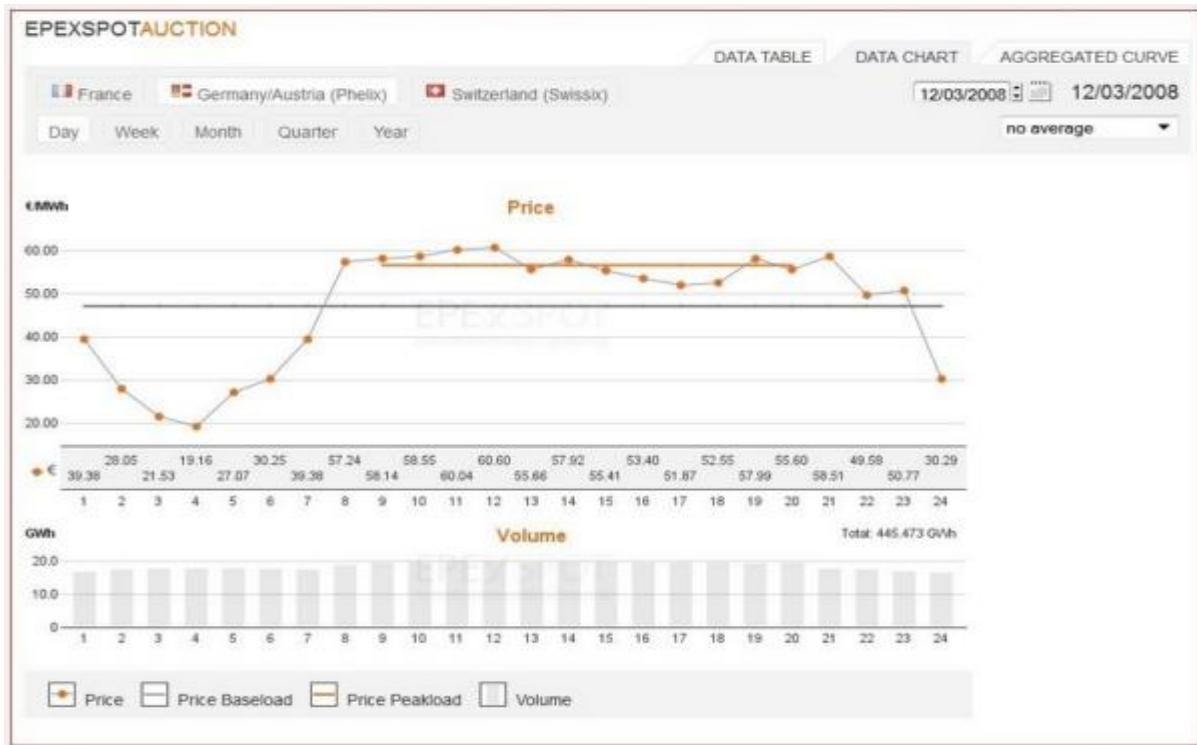 EPEXSPOTAUCTION
DATA TABLE DATA CHART AGGREGATED CURVE
France Germany/Austria (Phelix) Switzerland (Swissix) 12/03/2008 12/03/2008
Day Week Month Quarter Year no average
€/MWh Price
60.00
50.00
EPEXSPOT
40.00
30.00
20.00
28.05 19.16 30.25 57.24 58.55 60.60 57.92 53.40 52.55 55.60 49.58 30.29
€ 39.38 21.53 27.07 39.38 58.14 60.04 55.66 55.41 51.87 57.99 58.51 50.77
1 2 3 4 5 6 7 8 9 10 11 12 13 14 15 16 17 18 19 20 21 22 23 24
GWh Volume Total: 445.473 GWh
20.0
EPEXSPOT
10.0
0
1 2 3 4 5 6 7 8 9 10 11 12 13 14 15 16 17 18 19 20 21 22 23 24
Price Price Baseload Price Peakload Volume